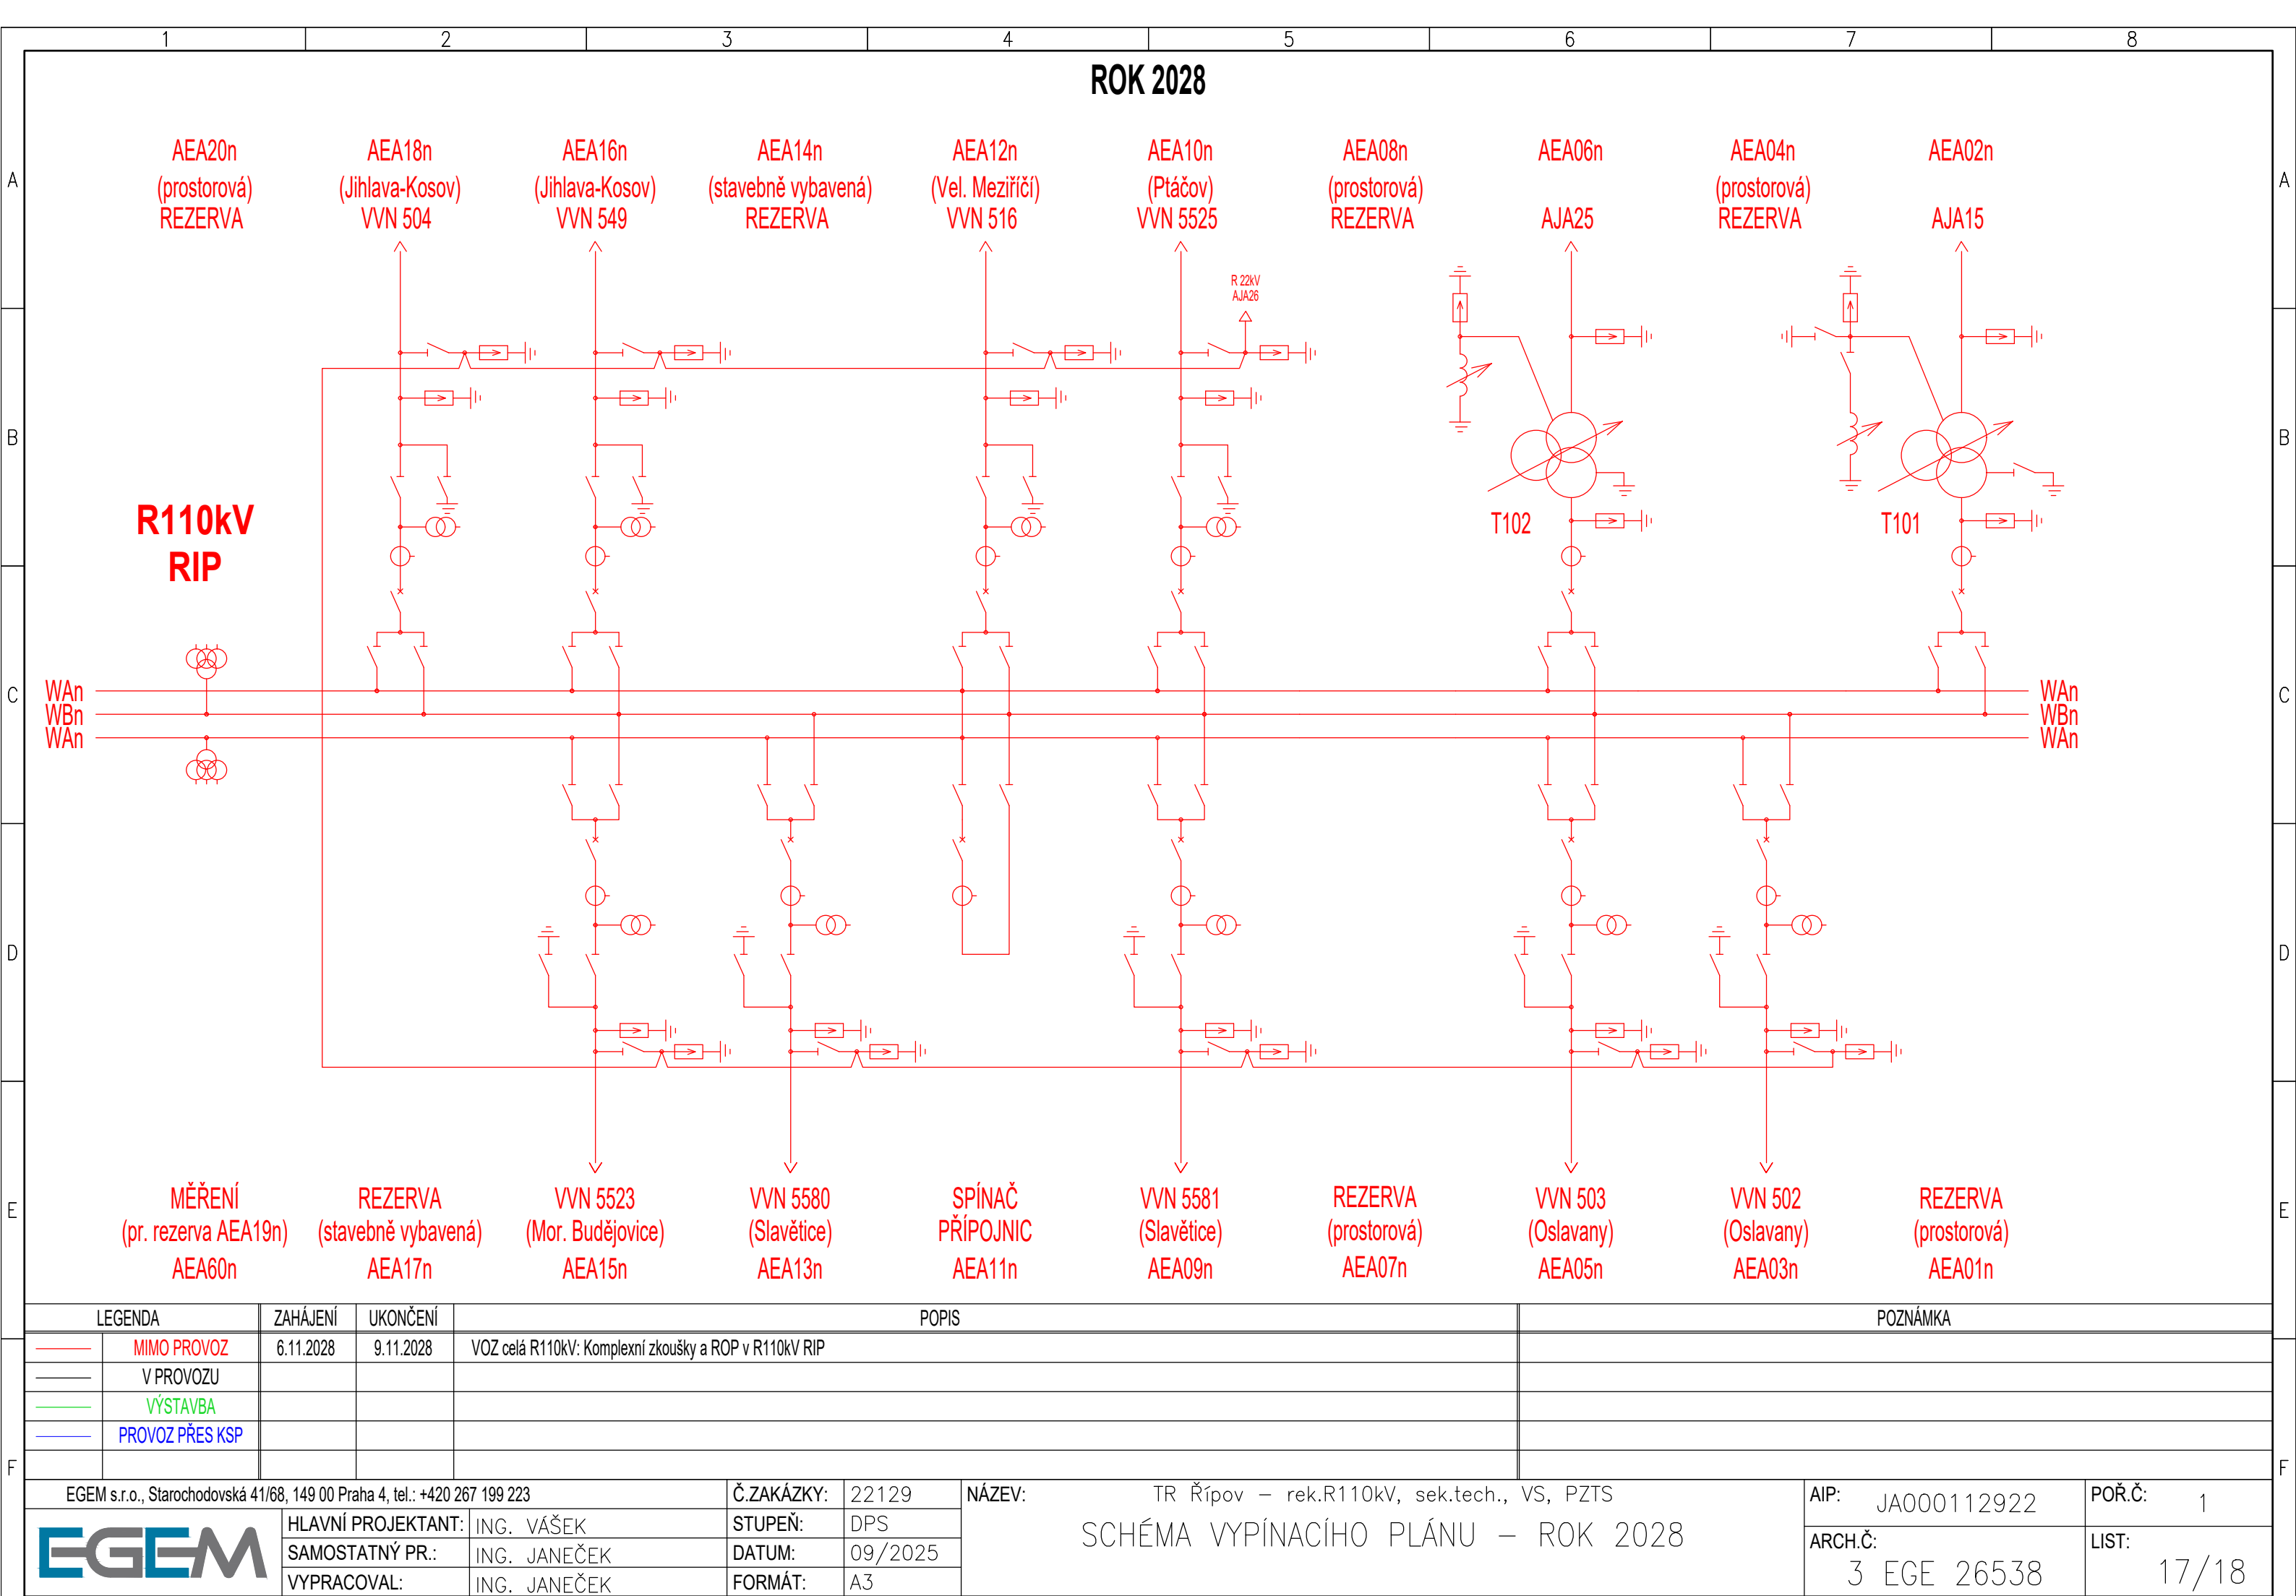 1 2 3 4 5 6 7 8
ROK 2028
AEA20n AEA18n AEA16n AEA14n AEA12n AEA10n AEA08n AEA06n AEA04n AEA02n
A (prostorová) (Jihlava-Kosov) (Jihlava-Kosov) (stavebně vybavená) (Vel. Meziříčí) (Ptáčov) (prostorová) (prostorová) A
REZERVA VVN 504 VVN 549 REZERVA VVN 516 VVN 5525 REZERVA AJA25 REZERVA AJA15
R 22kV
AJA26
B B
R110kV
RIP
T102 T101
C C
WAn WAn
WBn WBn
WAn WAn
D D
E E
MĚŘENÍ REZERVA VVN 5523 VVN 5580 SPÍNAČ VVN 5581 REZERVA VVN 503 VVN 502 REZERVA
(pr. rezerva AEA19n) (stavebně vybavená) (Mor. Budějovice) (Slavětice) PŘÍPOJNIC (Slavětice) (prostorová) (Oslavany) (Oslavany) (prostorová)
AEA60n AEA17n AEA15n AEA13n AEA11n AEA09n AEA07n AEA05n AEA03n AEA01n
LEGENDA ZAHÁJENÍ UKONČENÍ POPIS POZNÁMKA
MIMO PROVOZ 6.11.2028 9.11.2028 VOZ celá R110kV: Komplexní zkoušky a ROP v R110kV RIP
V PROVOZU
VÝSTAVBA
PROVOZ PŘES KSP
F F
EGEM s.r.o., Starochodovská 41/68, 149 00 Praha 4, tel.: +420 267 199 223
EGEM
HLAVNÍ PROJEKTANT: ING. VÁŠEK
SAMOSTATNÝ PR.: ING. JANEČEK
VYPRACOVAL: ING. JANEČEK
Č.ZAKÁZKY: 22129
STUPEŇ: DPS
DATUM: 09/2025
FORMÁT: A3
NÁZEV: TR Řípov – rek.R110kV, sek.tech., VS, PZTS
SCHÉMA VYPÍNACÍHO PLÁNU – ROK 2028
AIP: JA000112922
POŘ.Č: 1
ARCH.Č: 3 EGE 26538
LIST: 17/18